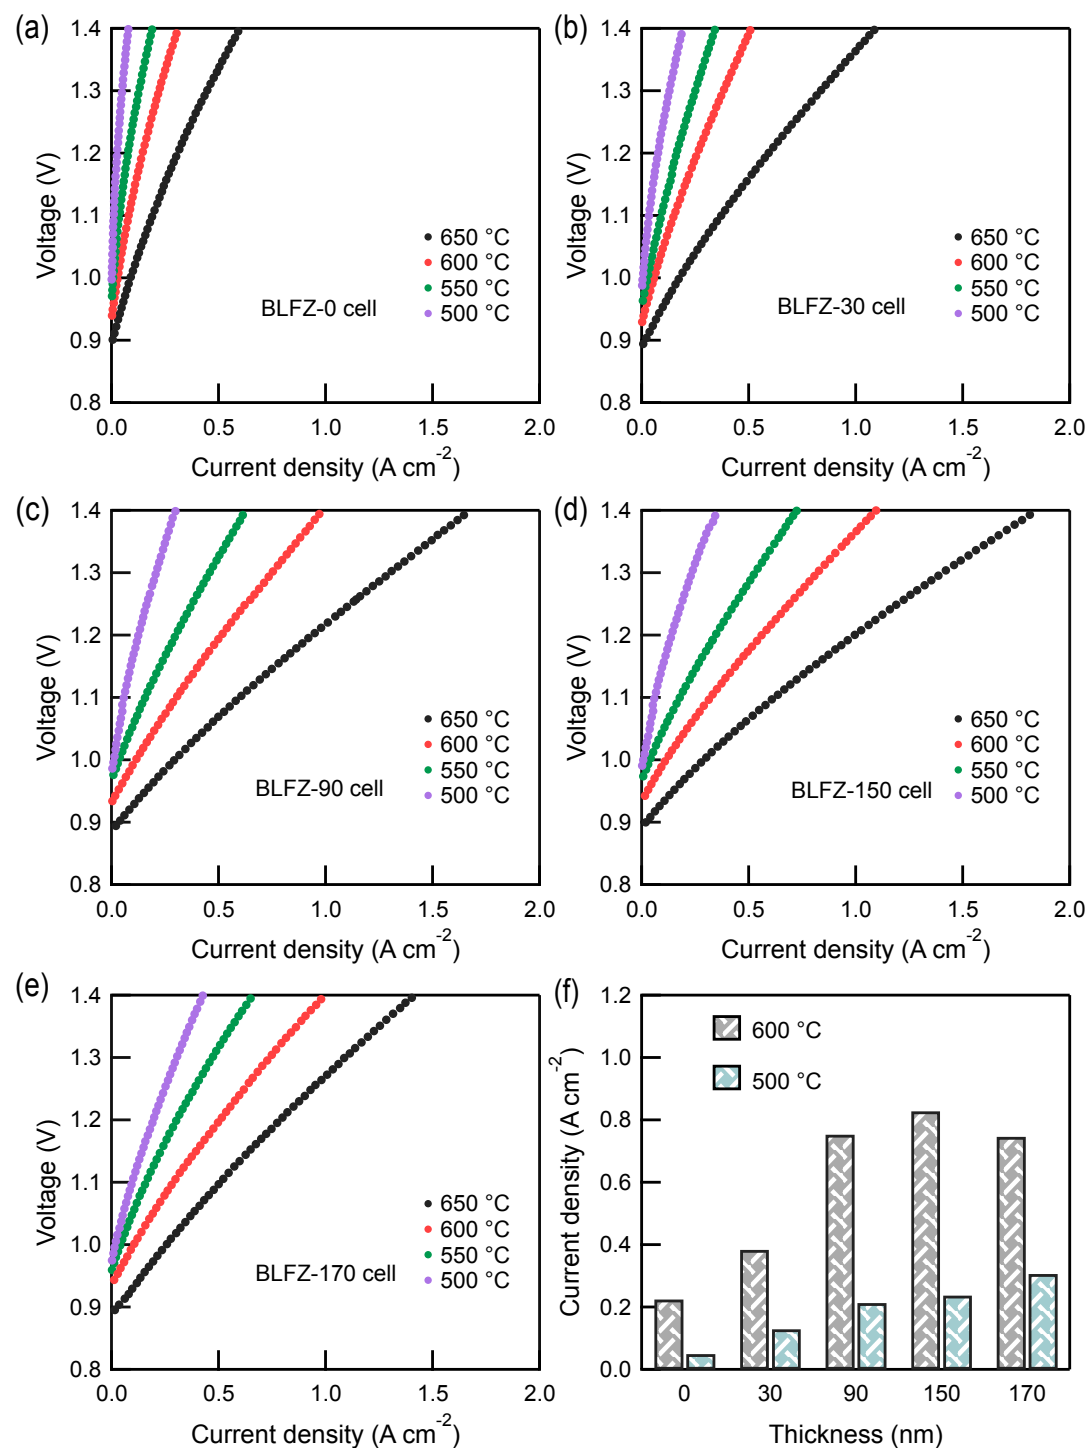 (a)
1.4
1.3
1.2
1.1
1.0
0.9
0.8
Voltage (V)
650 °C
600 °C
550 °C
500 °C
BLFZ-0 cell
0.0 0.5 1.0 1.5 2.0
Current density (A cm-2)
(b)
1.4
1.3
1.2
1.1
1.0
0.9
0.8
Voltage (V)
650 °C
600 °C
550 °C
500 °C
BLFZ-30 cell
0.0 0.5 1.0 1.5 2.0
Current density (A cm-2)
(c)
1.4
1.3
1.2
1.1
1.0
0.9
0.8
Voltage (V)
650 °C
600 °C
550 °C
500 °C
BLFZ-90 cell
0.0 0.5 1.0 1.5 2.0
Current density (A cm-2)
(d)
1.4
1.3
1.2
1.1
1.0
0.9
0.8
Voltage (V)
650 °C
600 °C
550 °C
500 °C
BLFZ-150 cell
0.0 0.5 1.0 1.5 2.0
Current density (A cm-2)
(e)
1.4
1.3
1.2
1.1
1.0
0.9
0.8
Voltage (V)
650 °C
600 °C
550 °C
500 °C
BLFZ-170 cell
0.0 0.5 1.0 1.5 2.0
Current density (A cm-2)
(f)
1.2
1.0
0.8
0.6
0.4
0.2
0.0
Current density (A cm-2)
600 °C
500 °C
0 30 90 150 170
Thickness (nm)